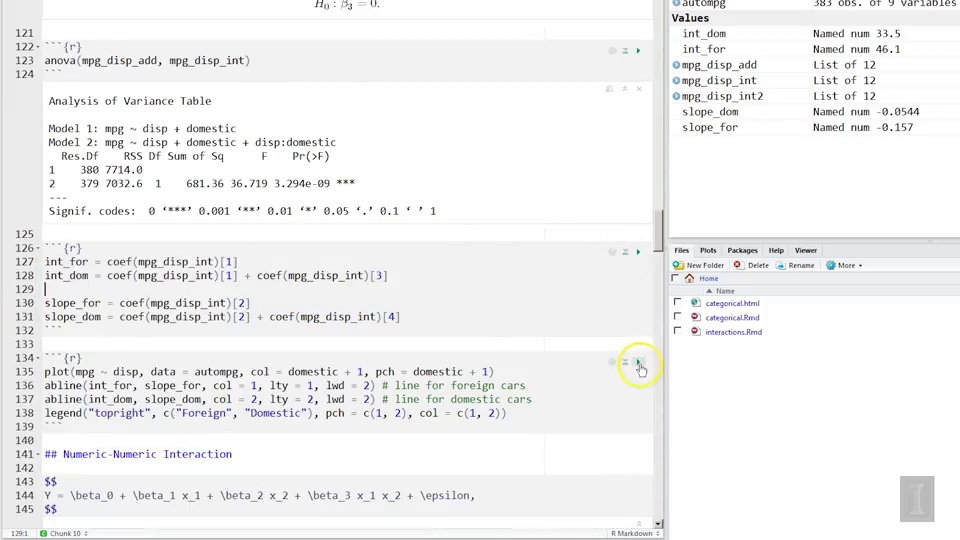 H₀ : β₃ = 0.
121
122 ```{r}
123 anova(mpg_disp_add, mpg_disp_int)
124 ```
Analysis of Variance Table
Model 1: mpg ~ disp + domestic
Model 2: mpg ~ disp + domestic + disp:domestic
Res.Df RSS Df Sum of Sq F Pr(>F)
1 380 7714.0
2 379 7032.6 1 681.36 36.719 3.294e-09 ***
---
Signif. codes: 0 ‘***’ 0.001 ‘**’ 0.01 ‘*’ 0.05 ‘.’ 0.1 ‘ ’ 1
125
126 ```{r}
127 int_for = coef(mpg_disp_int)[1]
128 int_dom = coef(mpg_disp_int)[1] + coef(mpg_disp_int)[3]
129
130 slope_for = coef(mpg_disp_int)[2]
131 slope_dom = coef(mpg_disp_int)[2] + coef(mpg_disp_int)[4]
132 ```
133
134 ```{r}
135 plot(mpg ~ disp, data = autompg, col = domestic + 1, pch = domestic + 1)
136 abline(int_for, slope_for, col = 1, lty = 1, lwd = 2) # line for foreign cars
137 abline(int_dom, slope_dom, col = 2, lty = 2, lwd = 2) # line for domestic cars
138 legend("topright", c("Foreign", "Domestic"), pch = c(1, 2), col = c(1, 2))
139 ```
140
141 ## Numeric-Numeric Interaction
142
143 $$
144 Y = \beta_0 + \beta_1 x_1 + \beta_2 x_2 + \beta_3 x_1 x_2 + \epsilon,
145 $$
129:1 Chunk 10 R Markdown
autompg 383 obs. of 9 variables
Values
int_dom Named num 33.5
int_for Named num 46.1
mpg_disp_add List of 12
mpg_disp_int List of 12
mpg_disp_int2 List of 12
slope_dom Named num -0.0544
slope_for Named num -0.157
Files Plots Packages Help Viewer
New Folder Delete Rename More
Home
Name
categorical.html
categorical.Rmd
interactions.Rmd
I